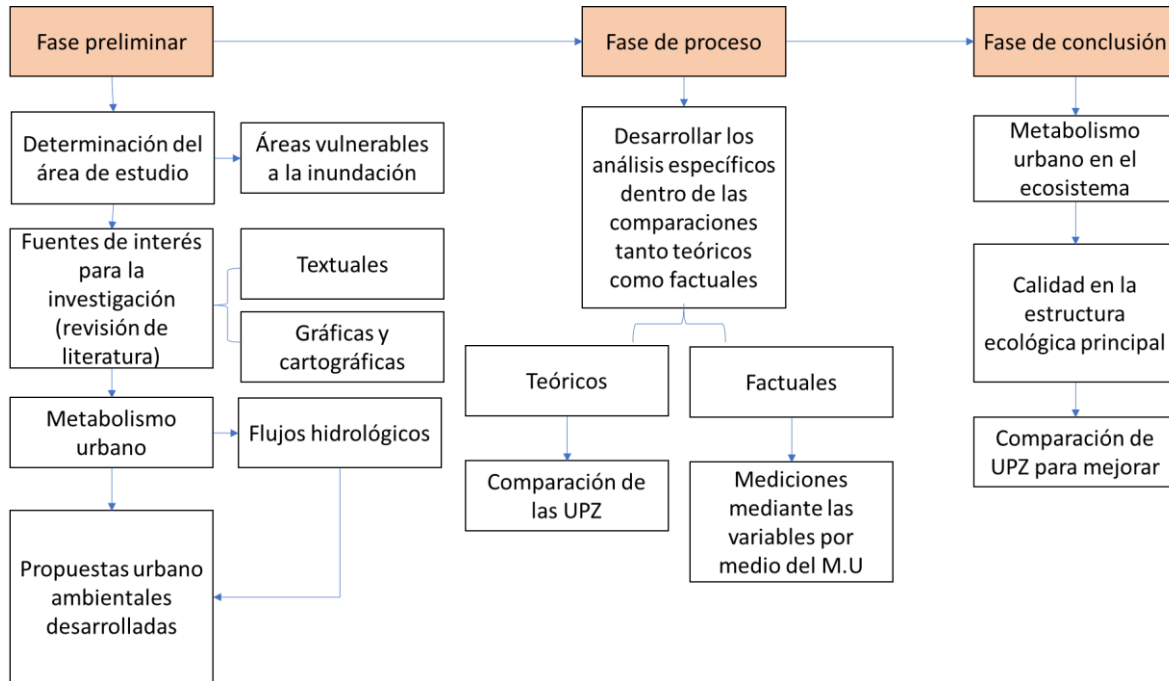 Fase preliminar
Determinación del
área de estudio
Áreas vulnerables
a la inundación
Fuentes de interés
para la
investigación
(revisión de
literatura)
Textuales
Gráficas y
cartográficas
Metabolismo
urbano
Flujos hidrológicos
Propuestas urbano
ambientales
desarrolladas
Fase de proceso
Desarrollar los
análisis específicos
dentro de las
comparaciones
tanto teóricos
como factuales
Teóricos
Factuales
Comparación de
las UPZ
Mediciones
mediante las
variables por
medio del M.U
Fase de conclusión
Metabolismo
urbano en el
ecosistema
Calidad en la
estructura
ecológica principal
Comparación de
UPZ para mejorar